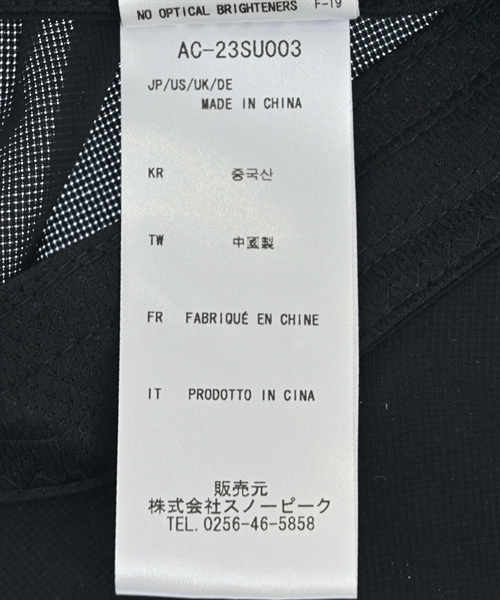 NO OPTICAL BRIGHTENERS F-19
AC-23SU003
JP/US/UK/DE
MADE IN CHINA
KR 중국산
TW 中國製
FR FABRIQUÉ EN CHINE
IT PRODOTTO IN CINA
販売元
株式会社スノーピーク
TEL. 0256-46-5858